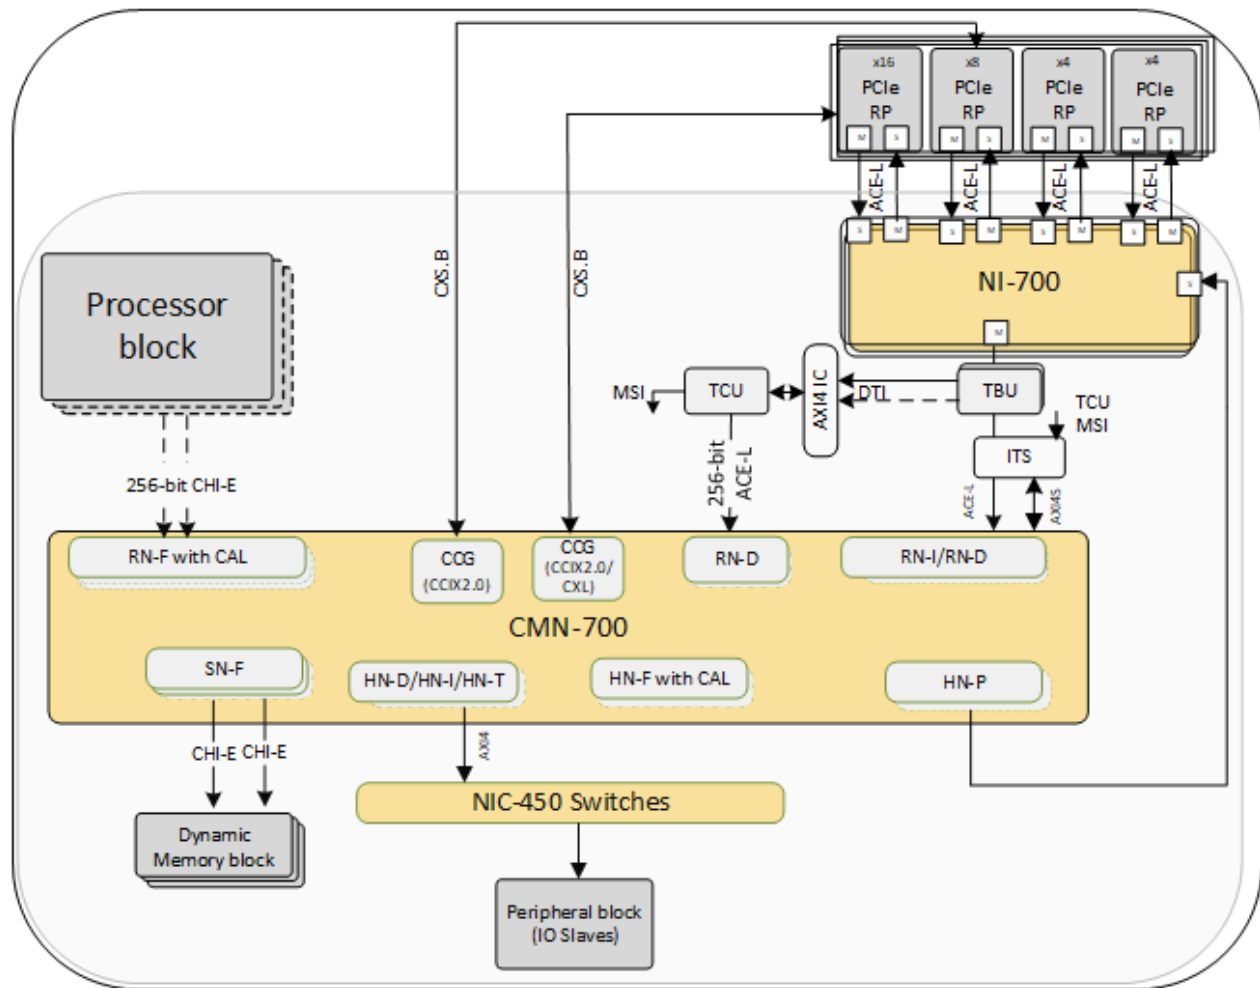 x16
PCIe
RP
M
S
x8
PCIe
RP
M
S
x4
PCIe
RP
M
S
x4
PCIe
RP
M
S
ACE-L
ACE-L
ACE-L
ACE-L
S
M
S
M
S
M
S
M
NI-700
S
M
CXS.B
CXS.B
Processor
block
MSI
TCU
AXI4 IC
DTI
TBU
TCU
MSI
ITS
256-bit
ACE-L
ACE-L
AXI4S
256-bit CHI-E
RN-F with CAL
CCG
(CCIX2.0)
CCG
(CCIX2.0/
CXL)
RN-D
RN-I/RN-D
CMN-700
SN-F
HN-D/HN-I/HN-T
HN-F with CAL
HN-P
CHI-E
CHI-E
AXI4
NIC-450 Switches
Dynamic
Memory block
Peripheral block
(IO Slaves)